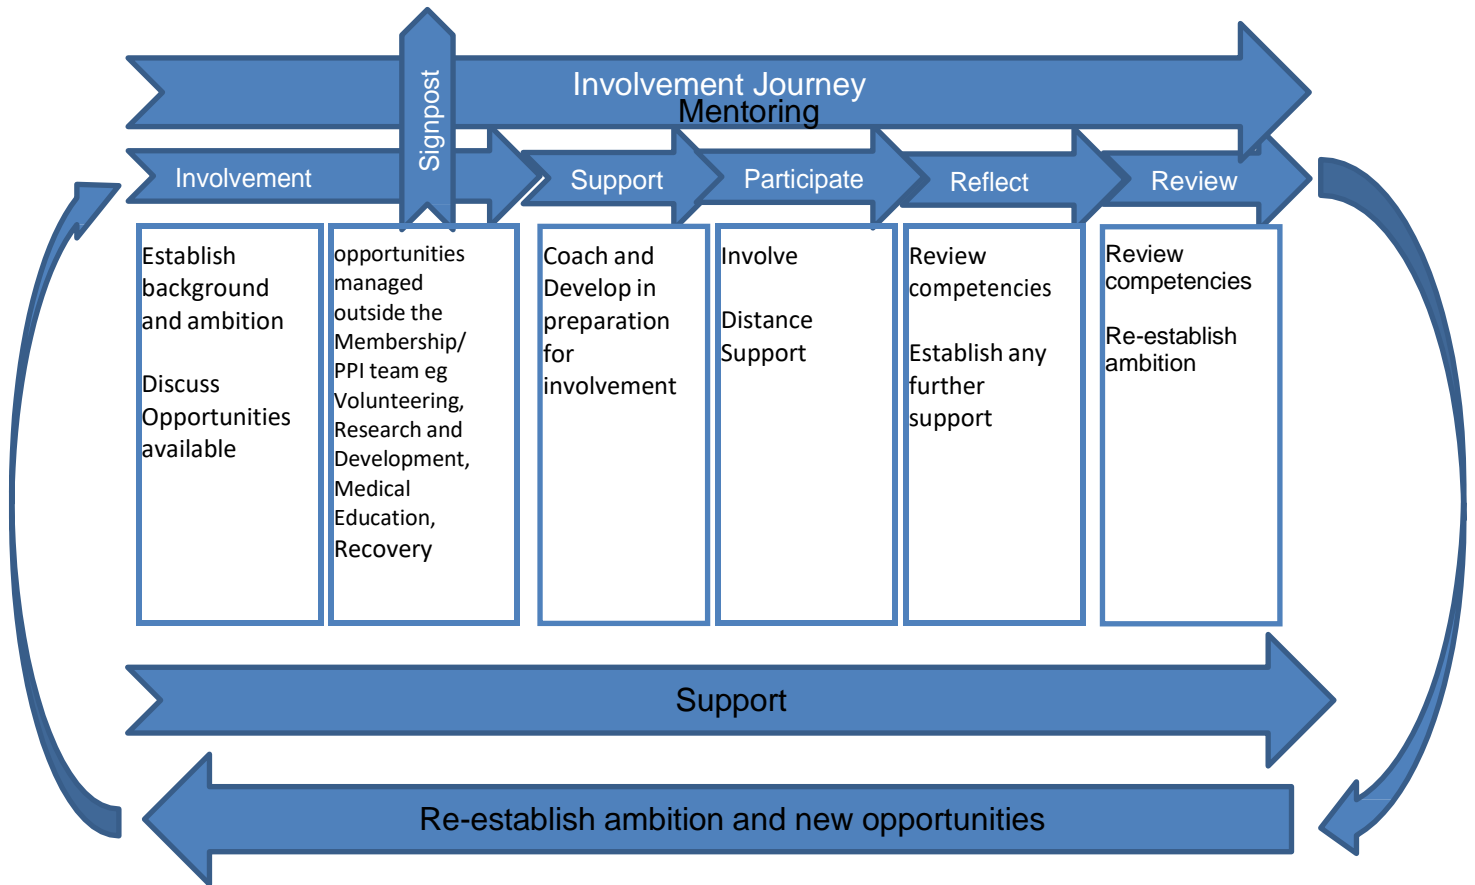 Involvement Journey
Mentoring
Signpost
Involvement
Support
Participate
Reflect
Review
Establish
background
and ambition
Discuss
Opportunities
available
opportunities
managed
outside the
Membership/
PPI team eg
Volunteering,
Research and
Development,
Medical
Education,
Recovery
Coach and
Develop in
preparation
for
involvement
Involve
Distance
Support
Review
competencies
Establish any
further
support
Review
competencies
Re-establish
ambition
Support
Re-establish ambition and new opportunities